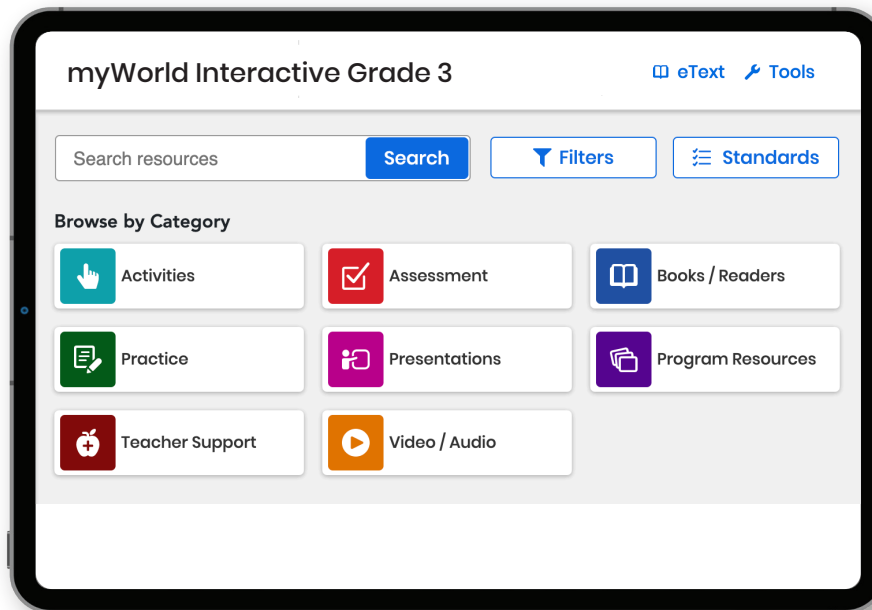 myWorld Interactive Grade 3
eText Tools
Search resources Search Filters Standards
Browse by Category
Activities Assessment Books / Readers
Practice Presentations Program Resources
Teacher Support Video / Audio